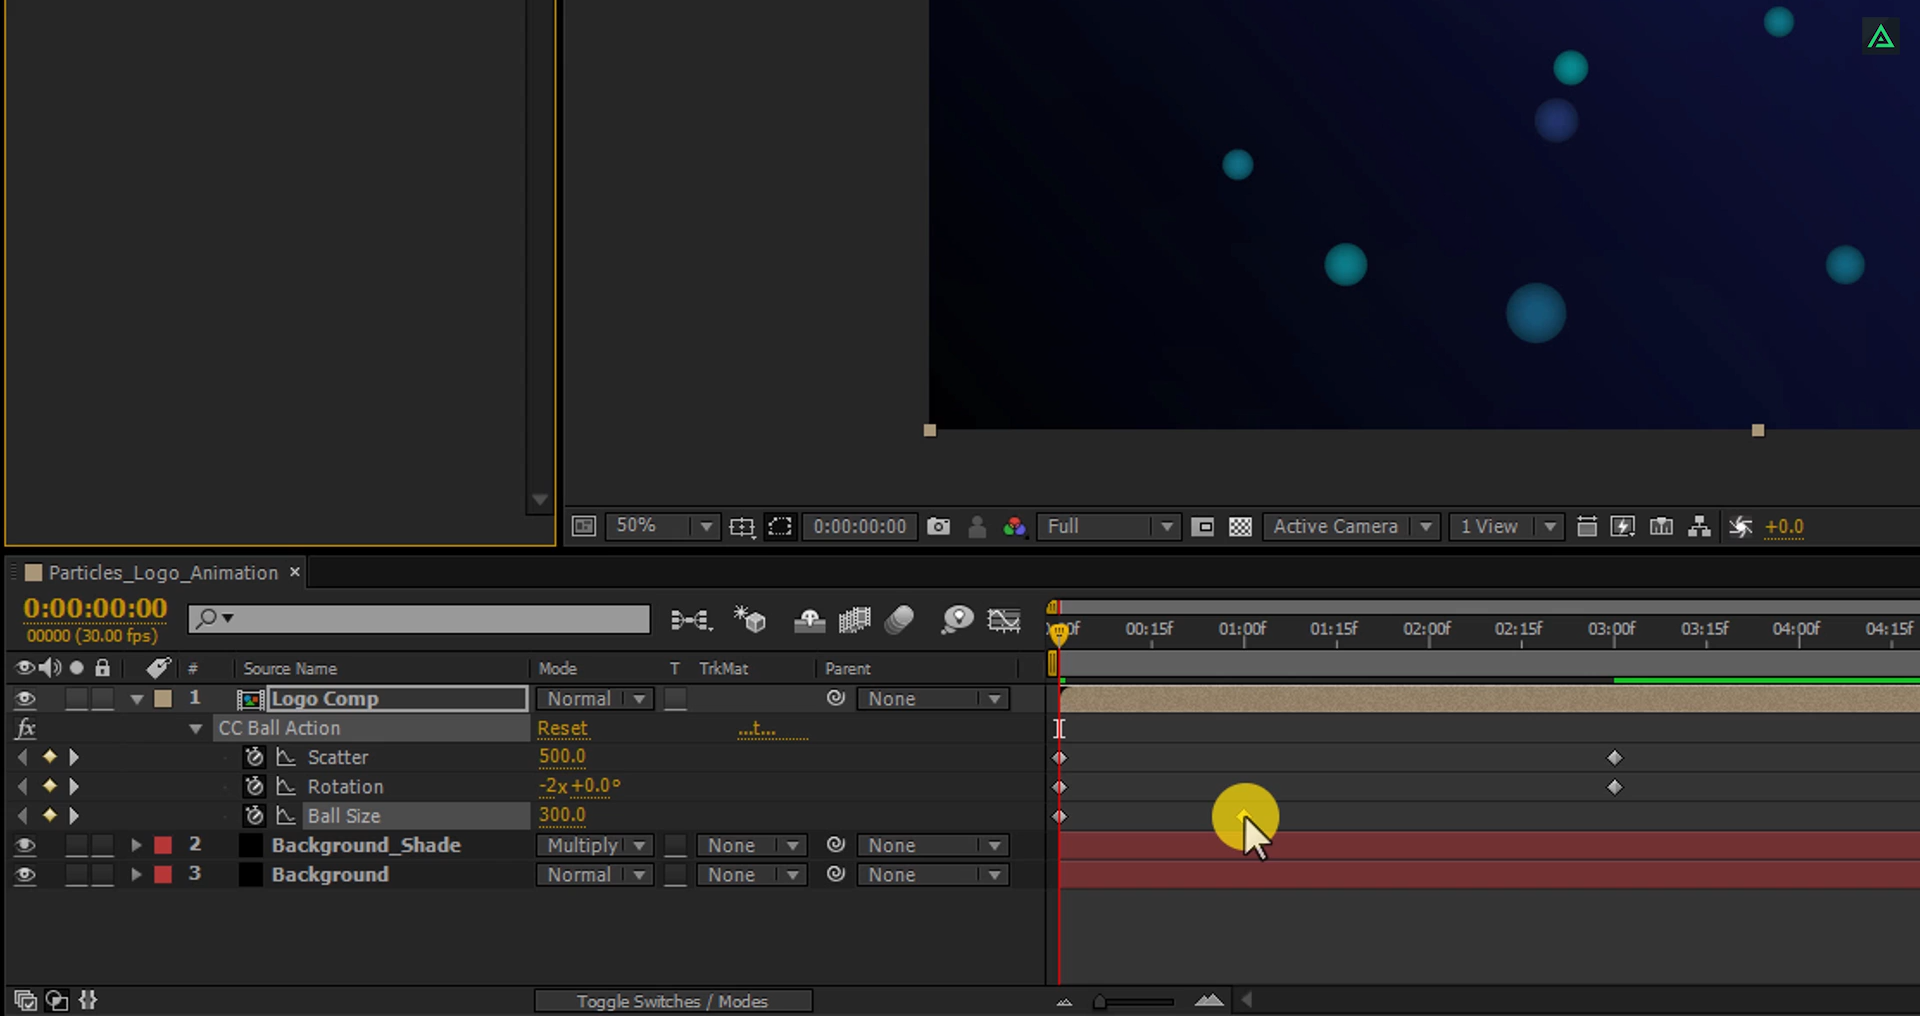 50%
0:00:00:00
Full
Active Camera
1 View
+0.0
Particles_Logo_Animation ×
0:00:00:00
00000 (30.00 fps)
00:15f 01:00f 01:15f 02:00f 02:15f 03:00f 03:15f 04:00f 04:15f
# Source Name Mode T TrkMat Parent
1 Logo Comp Normal None
fx CC Ball Action Reset ...t...
Scatter 500.0
Rotation -2x+0.0°
Ball Size 300.0
2 Background_Shade Multiply None None
3 Background Normal None None
Toggle Switches / Modes